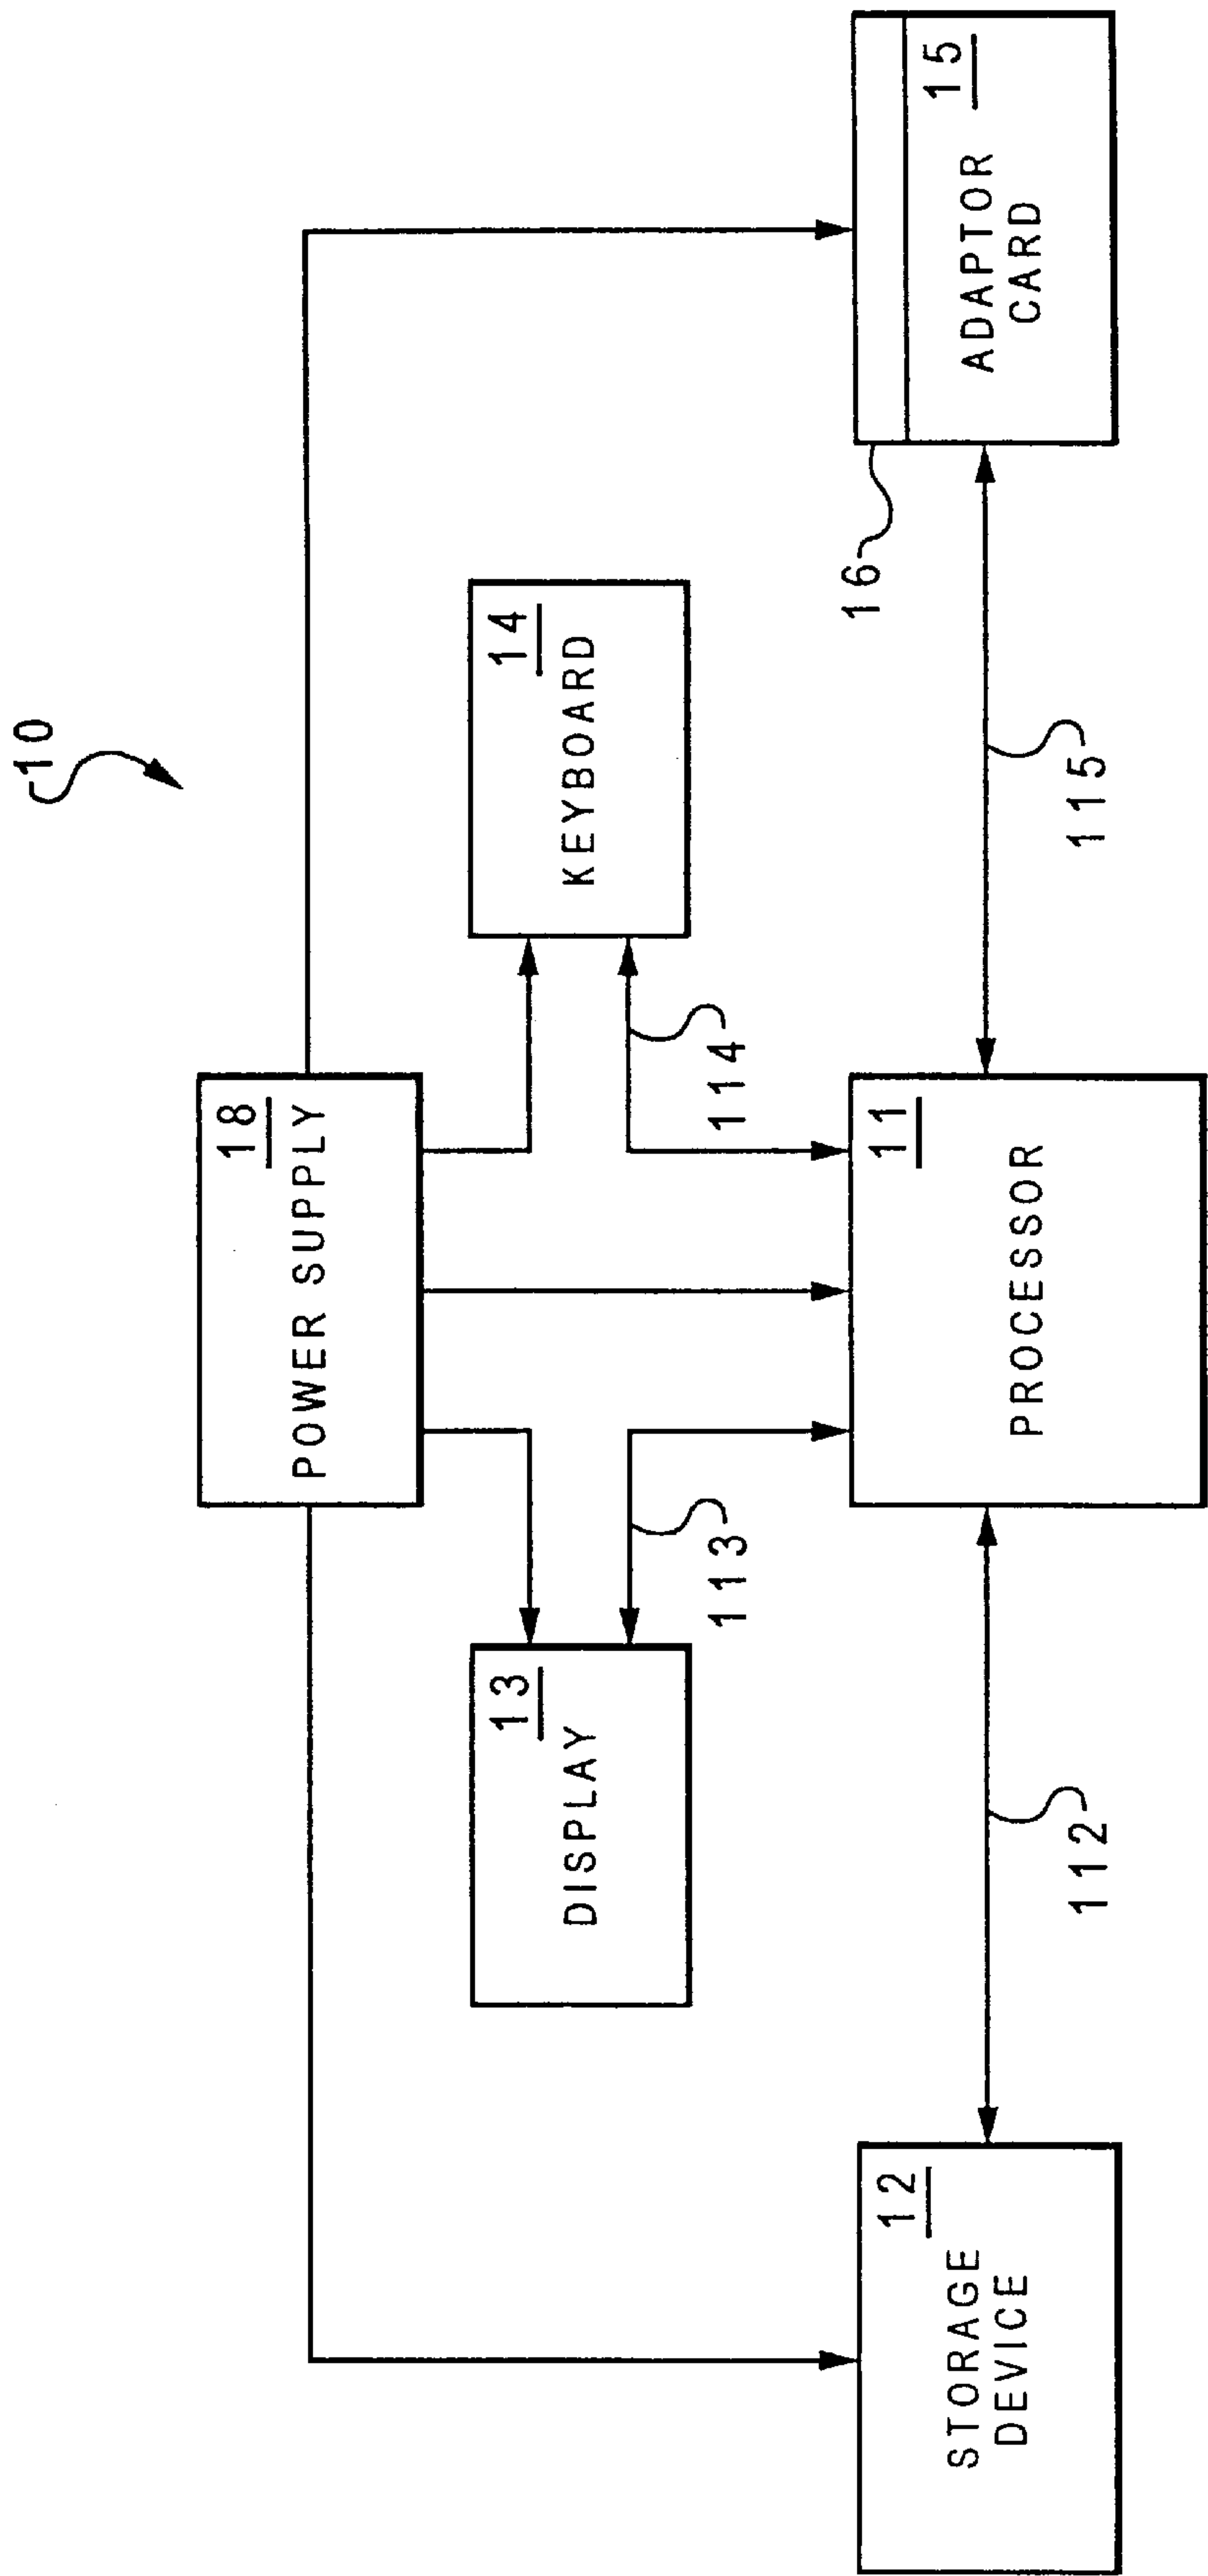 10
18
POWER SUPPLY
13
DISPLAY
14
KEYBOARD
113
114
16
12
STORAGE
DEVICE
11
PROCESSOR
15
ADAPTOR
CARD
112
115